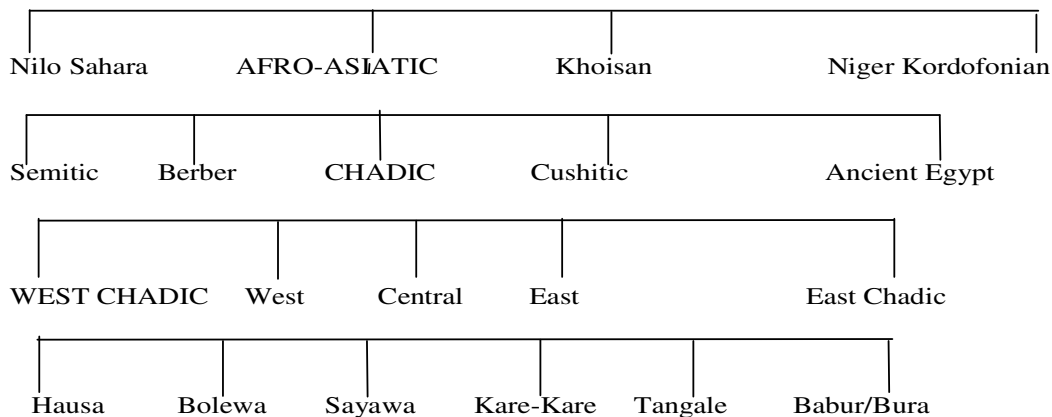 Nilo Sahara AFRO-ASIATIC Khoisan Niger Kordofonian
Semitic Berber CHADIC Cushitic Ancient Egypt
WEST CHADIC West Central East East Chadic
Hausa Bolewa Sayawa Kare-Kare Tangale Babur/Bura